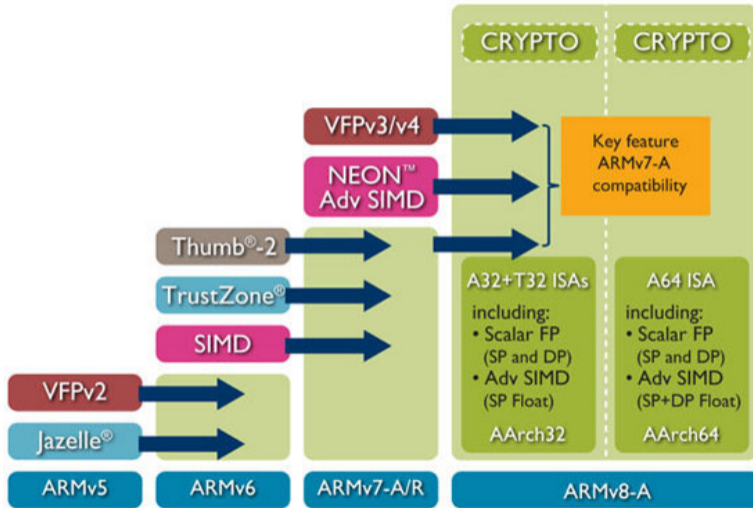 CRYPTO
CRYPTO
VFPv3/v4
Key feature
ARMv7-A
compatibility
NEON™
Adv SIMD
Thumb®-2
TrustZone®
SIMD
A32+T32 ISAs
including:
• Scalar FP
(SP and DP)
• Adv SIMD
(SP Float)
AArch32
A64 ISA
including:
• Scalar FP
(SP and DP)
• Adv SIMD
(SP+DP Float)
AArch64
VFPv2
Jazelle®
ARMv5
ARMv6
ARMv7-A/R
ARMv8-A